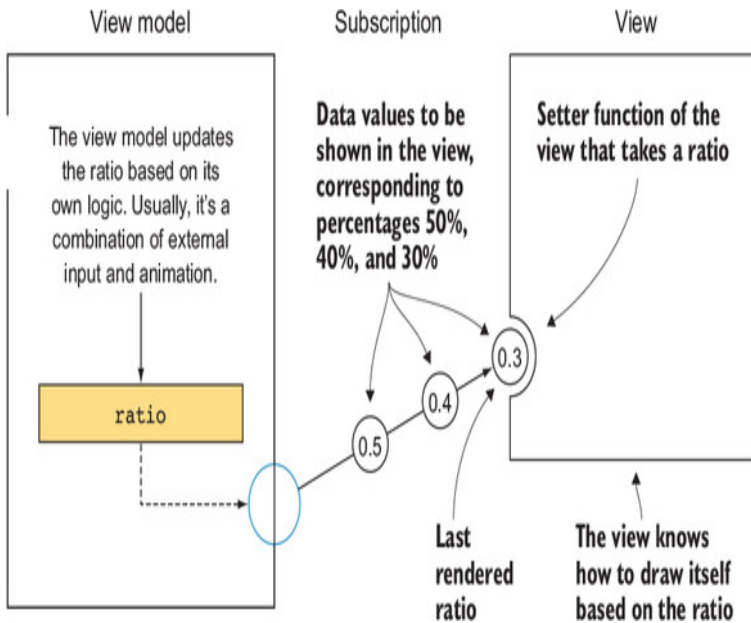 View model
Subscription
View
The view model updates
the ratio based on its
own logic. Usually, it's a
combination of external
input and animation.
Data values to be
shown in the view,
corresponding to
percentages 50%,
40%, and 30%
Setter function of the
view that takes a ratio
ratio
0.5
0.4
0.3
Last
rendered
ratio
The view knows
how to draw itself
based on the ratio